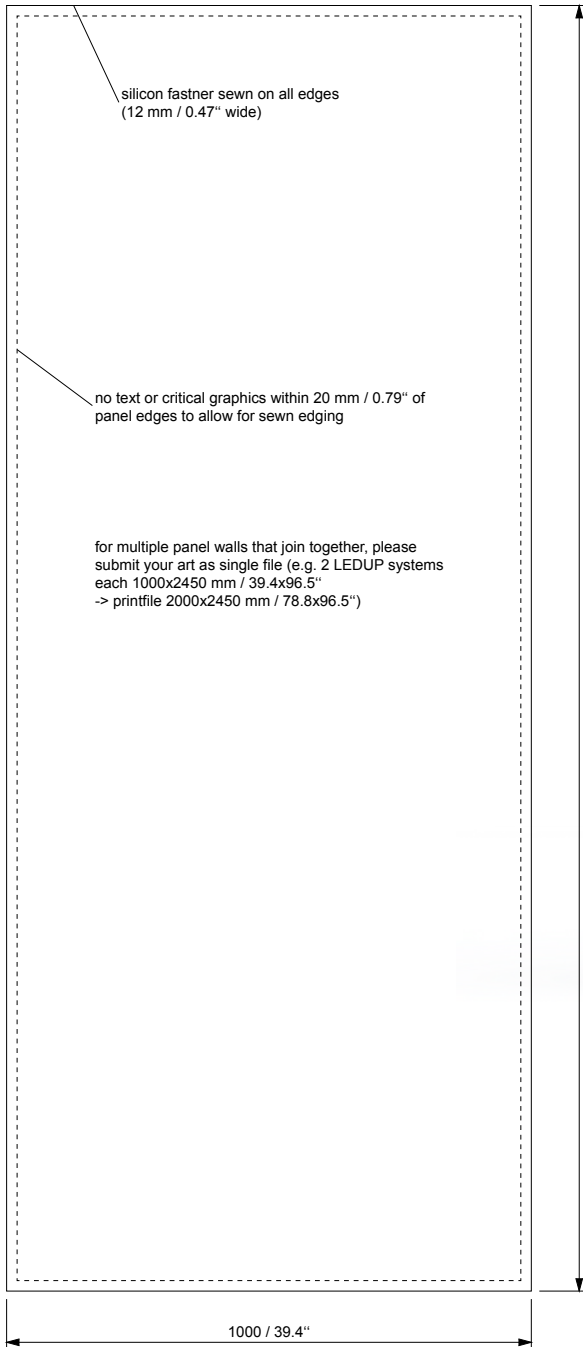 silicon fastner sewn on all edges
(12 mm / 0.47“ wide)
no text or critical graphics within 20 mm / 0.79“ of
panel edges to allow for sewn edging
for multiple panel walls that join together, please
submit your art as single file (e.g. 2 LEDUP systems
each 1000x2450 mm / 39.4x96.5“
-> printfile 2000x2450 mm / 78.8x96.5“)
1000 / 39.4“